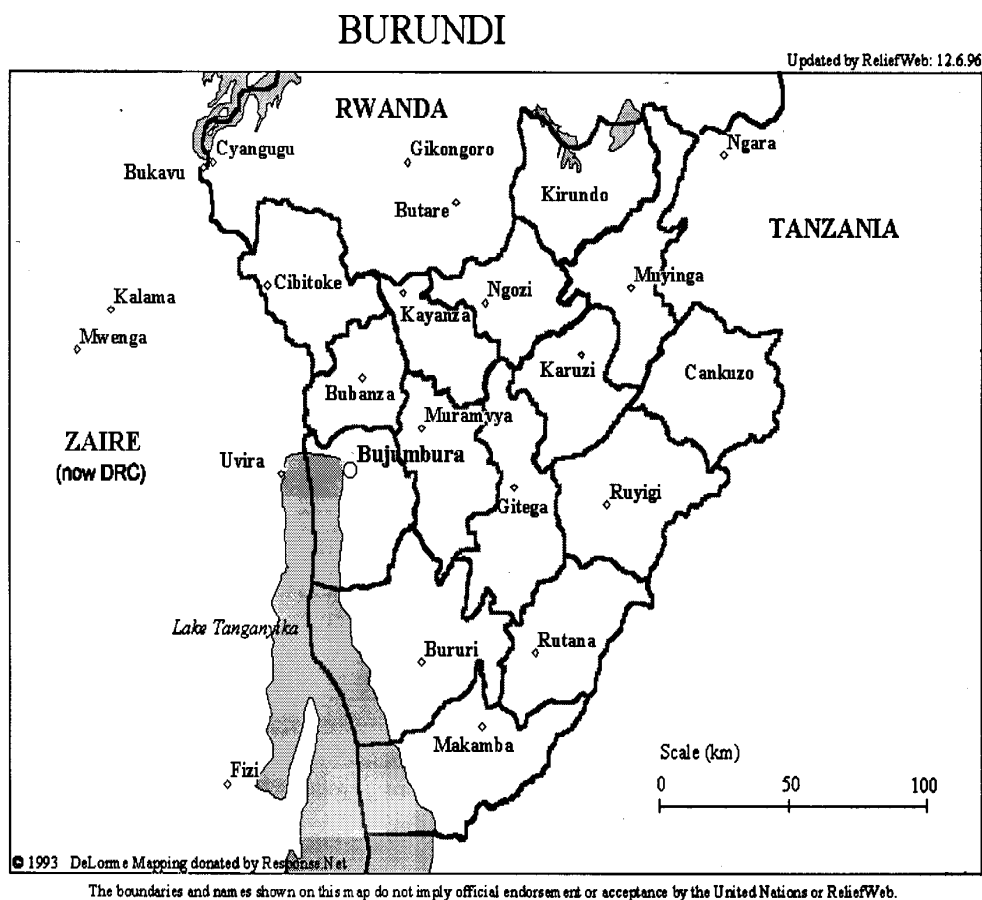 BURUNDI
Updated by ReliefWeb: 12.6.96
RWANDA
Cyangugu
Gikongoro
Ngara
Bukavu
Kirundo
Butare
TANZANIA
Cibitoke
Muyinga
Kalama
Ngozi
Kayanza
Mwenga
Karuzi
Cankuzo
Bubanza
Muramvya
ZAIRE
(now DRC)
Uvira
Bujumbura
Ruyigi
Gitega
Lake Tanganyika
Bururi
Rutana
Makamba
Scale (km)
Fizi
0 50 100
© 1993 DeLorme Mapping donated by Response.Net
The boundaries and names shown on this map do not imply official endorsement or acceptance by the United Nations or ReliefWeb.